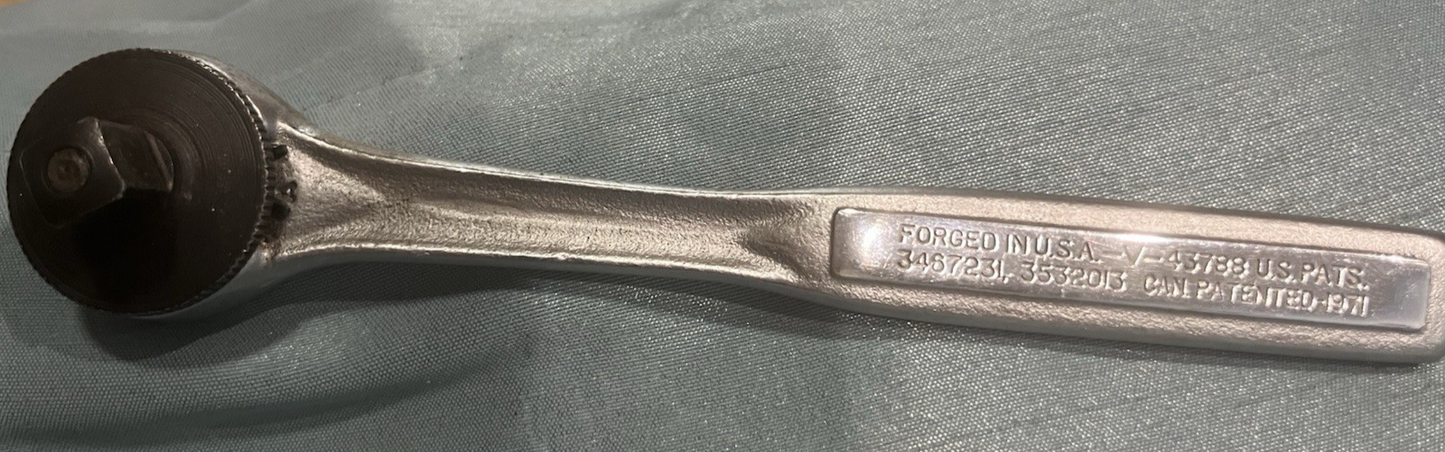 FORGED IN U.S.A. -V- 43788 U.S. PATS.
3467231, 3532013 CAN. PATENTED-1971